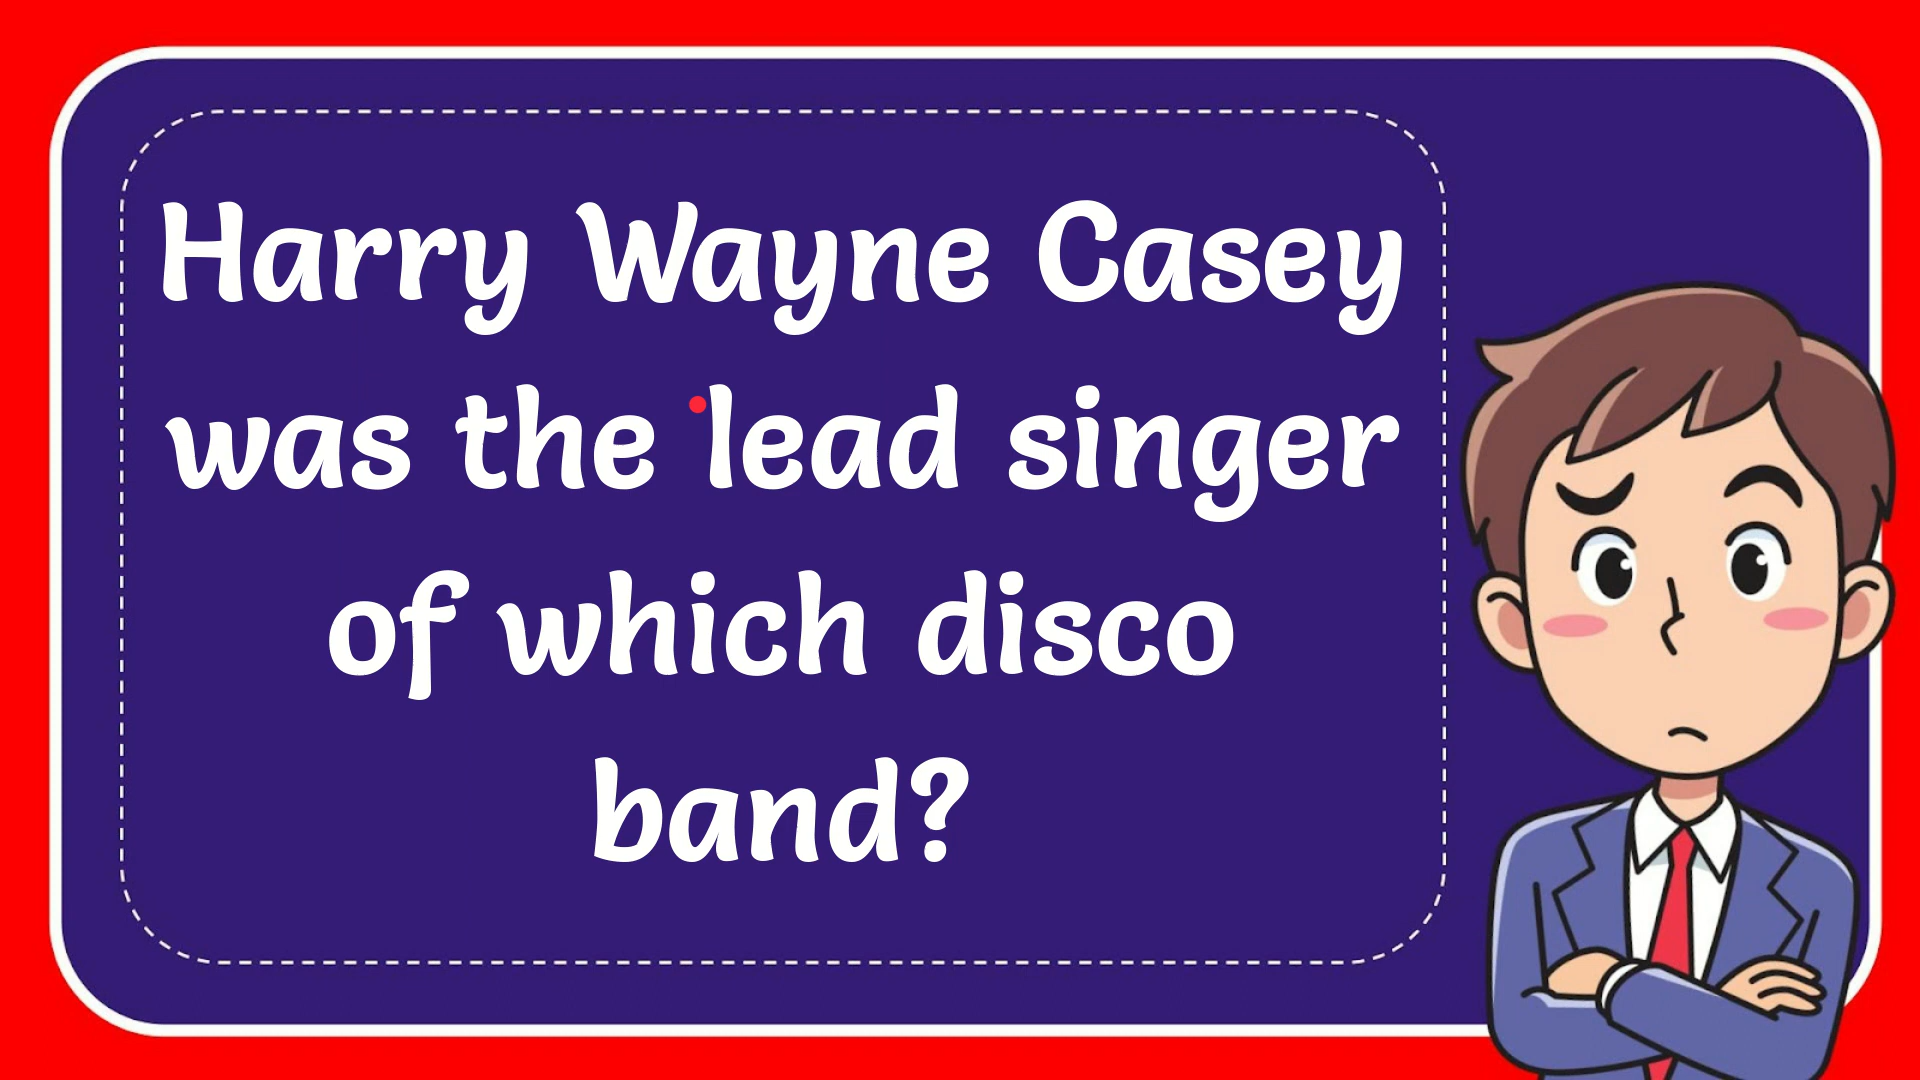 Harry Wayne Casey
was the lead singer
of which disco
band?